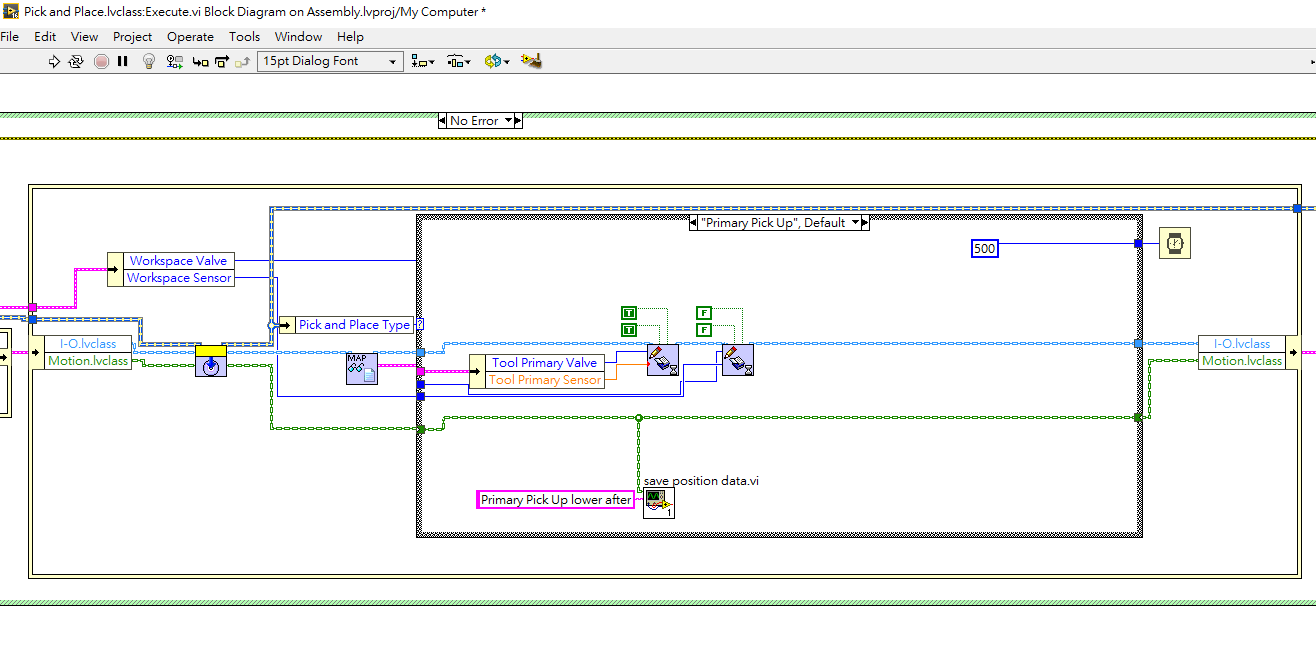 Pick and Place.lvclass:Execute.vi Block Diagram on Assembly.lvproj/My Computer *
File Edit View Project Operate Tools Window Help
15pt Dialog Font
No Error
"Primary Pick Up", Default
500
Workspace Valve
Workspace Sensor
Pick and Place Type
?
T
F
T
F
I-O.lvclass
Motion.lvclass
MAP
Tool Primary Valve
Tool Primary Sensor
I-O.lvclass
Motion.lvclass
save position data.vi
Primary Pick Up lower after
1